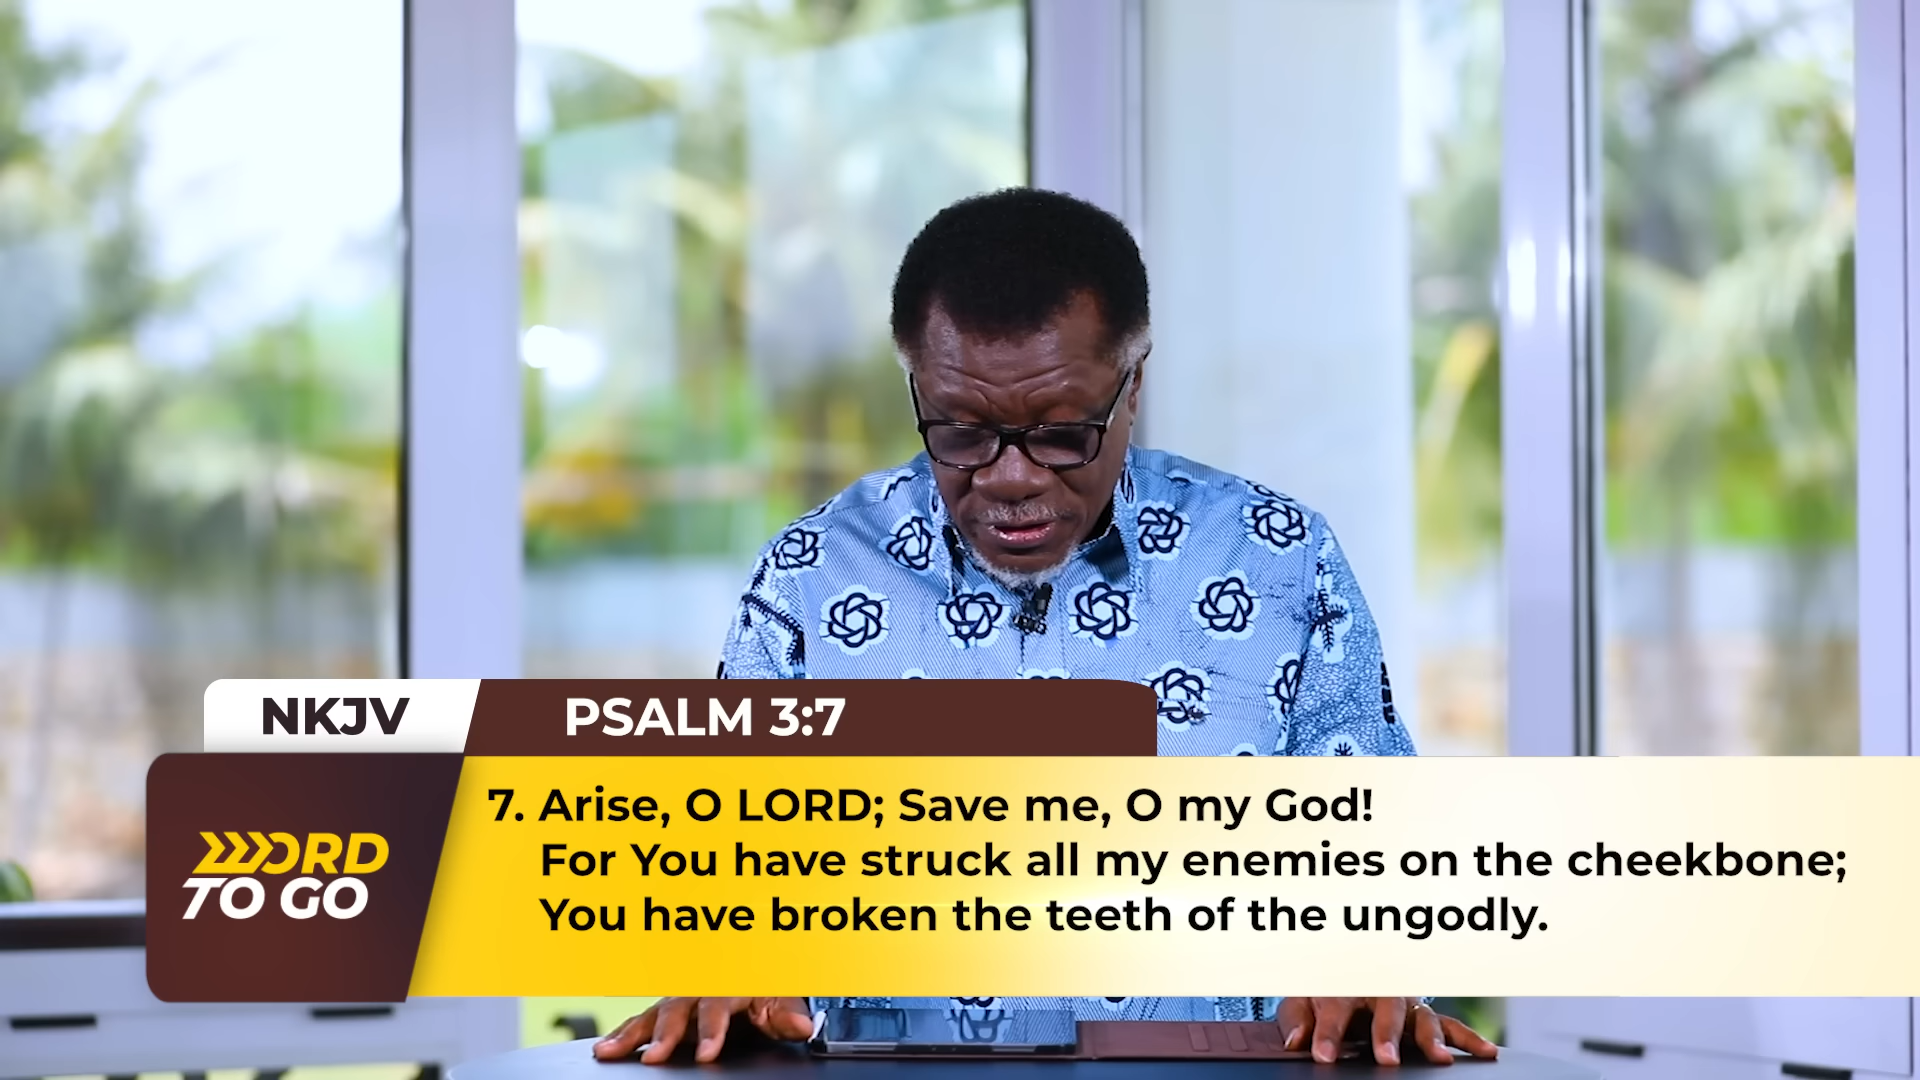 NKJV
PSALM 3:7
7. Arise, O LORD; Save me, O my God!
For You have struck all my enemies on the cheekbone;
You have broken the teeth of the ungodly.
WORD
TO GO